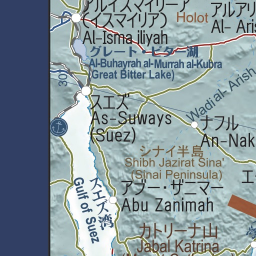 アルイスマイリア/
(イスマイリア)
Al-Isma iliyah
Holot
アルアリ
Al-Aris
グレート・ビター湖
Al-Buhayrah al-Murrah al-Kubra
(Great Bitter Lake)
Wadi al-Arish
スエズ
As-Suways
(Suez)
ナフル
An-Nak
シナイ半島
Shibh Jazirat Sina'
(Sinai Peninsula)
エ
アブー・ザニーマー
Abu Zanimah
スエズ湾
Gulf of Suez
カトリーナ山
Jabal Katrina